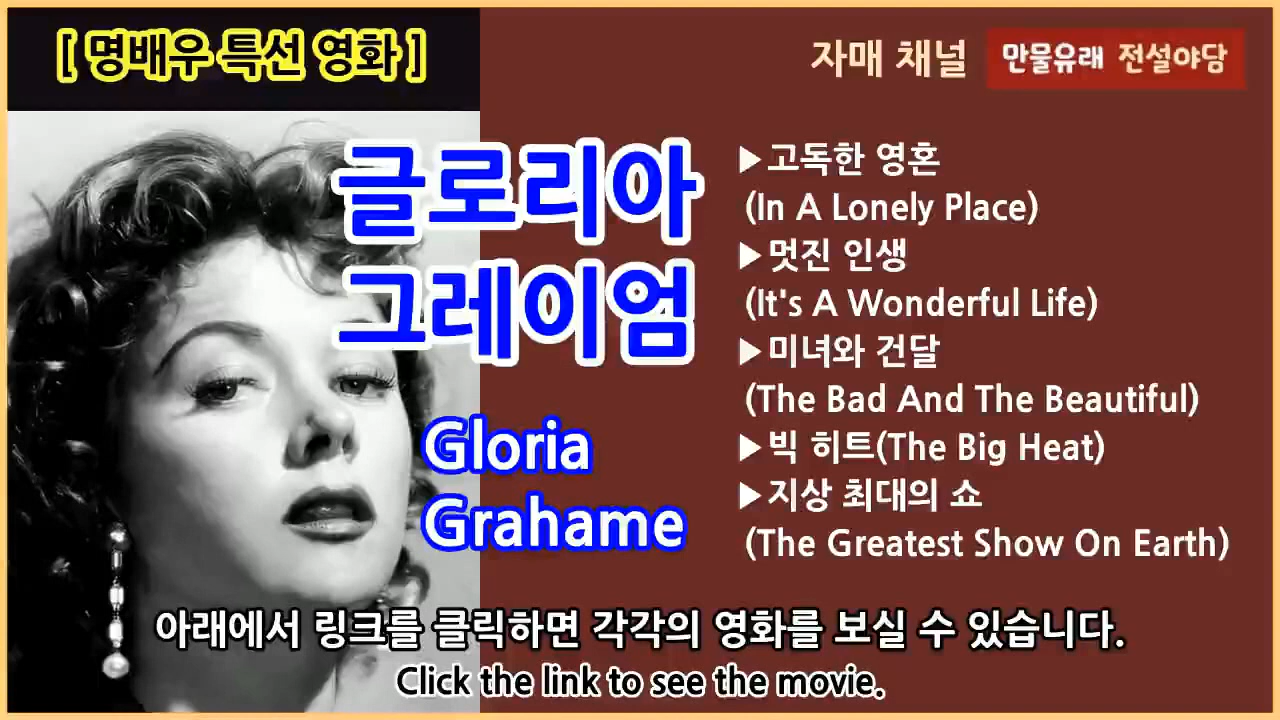 [ 명배우 특선 영화 ]
자매 채널 만물유래 전설야담
글로리아
그레이엄
Gloria
Grahame
▶고독한 영혼
(In A Lonely Place)
▶멋진 인생
(It's A Wonderful Life)
▶미녀와 건달
(The Bad And The Beautiful)
▶빅 히트(The Big Heat)
▶지상 최대의 쇼
(The Greatest Show On Earth)
아래에서 링크를 클릭하면 각각의 영화를 보실 수 있습니다.
Click the link to see the movie.